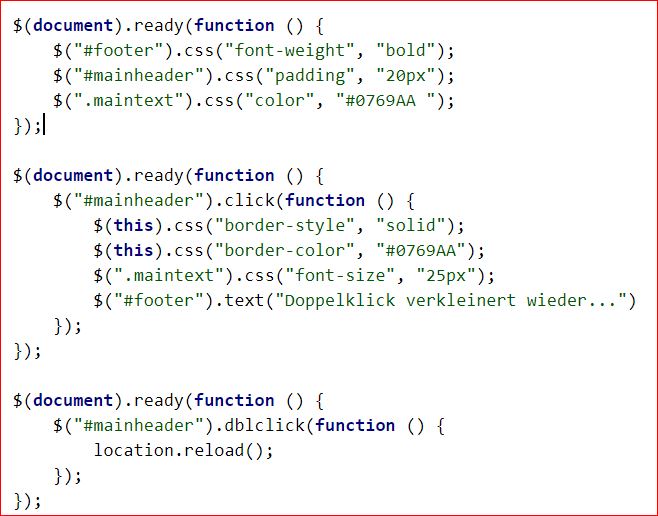 $(document).ready(function () {
    $("#footer").css("font-weight", "bold");
    $("#mainheader").css("padding", "20px");
    $(".maintext").css("color", "#0769AA ");
});

$(document).ready(function () {
    $("#mainheader").click(function () {
        $(this).css("border-style", "solid");
        $(this).css("border-color", "#0769AA");
        $(".maintext").css("font-size", "25px");
        $("#footer").text("Doppelklick verkleinert wieder...")
    });
});

$(document).ready(function () {
    $("#mainheader").dblclick(function () {
        location.reload();
    });
});